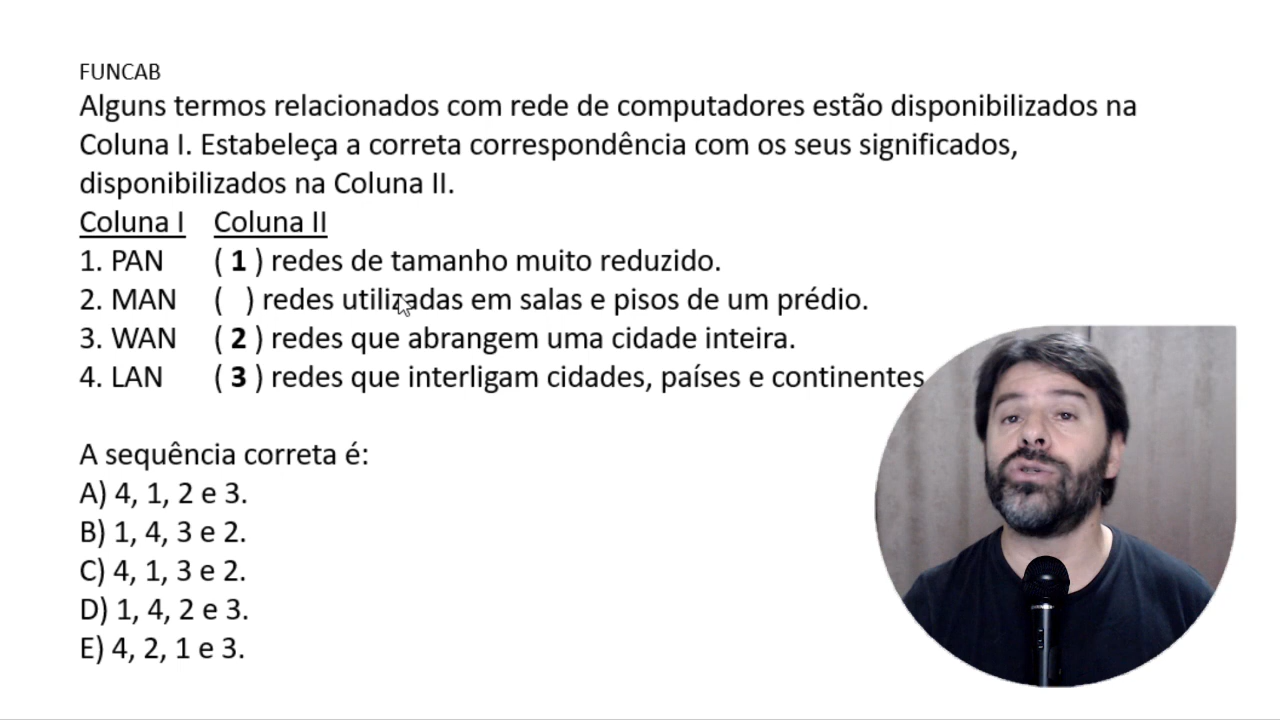 FUNCAB
Alguns termos relacionados com rede de computadores estão disponibilizados na
Coluna I. Estabeleça a correta correspondência com os seus significados,
disponibilizados na Coluna II.
Coluna I Coluna II
1. PAN ( 1 ) redes de tamanho muito reduzido.
2. MAN (  ) redes utilizadas em salas e pisos de um prédio.
3. WAN ( 2 ) redes que abrangem uma cidade inteira.
4. LAN ( 3 ) redes que interligam cidades, países e continentes
A sequência correta é:
A) 4, 1, 2 e 3.
B) 1, 4, 3 e 2.
C) 4, 1, 3 e 2.
D) 1, 4, 2 e 3.
E) 4, 2, 1 e 3.